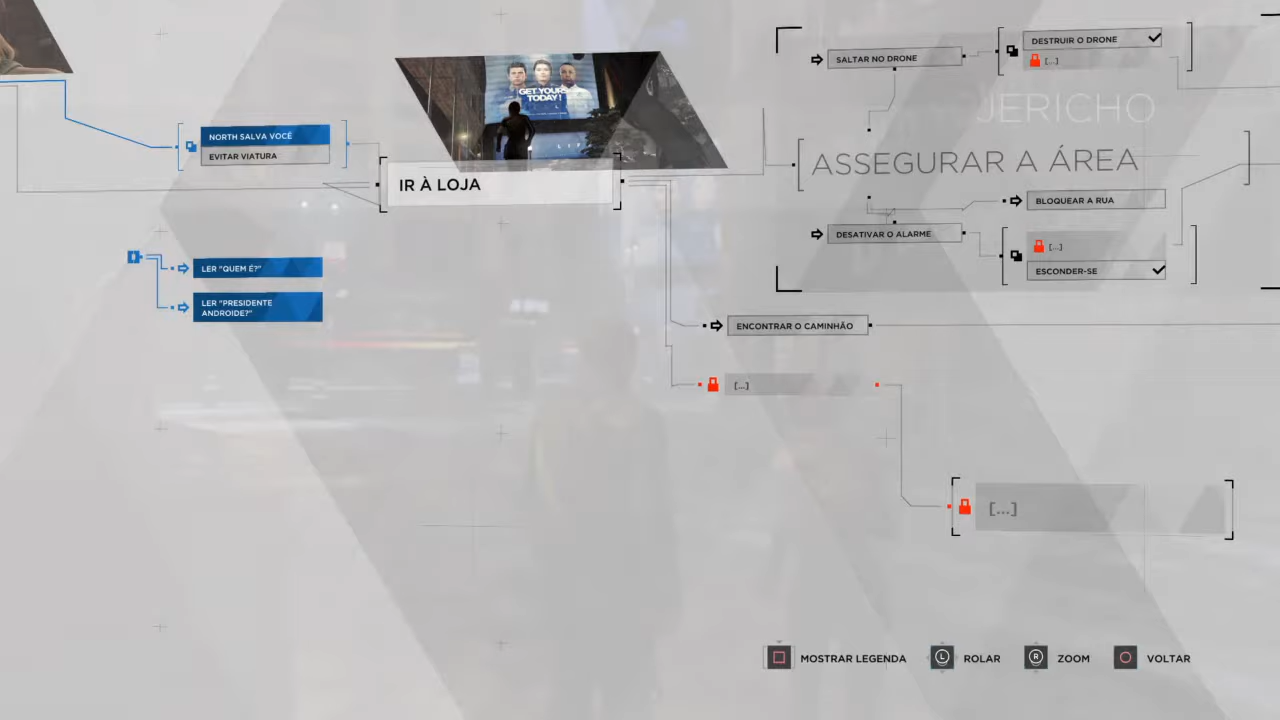 GET YOURS
TODAY!
NORTH SALVA VOCÊ
EVITAR VIATURA
IR À LOJA
LER "QUEM É?"
LER "PRESIDENTE
ANDROIDE?"
SALTAR NO DRONE
DESTRUIR O DRONE
[...]
JERICHO
ASSEGURAR A ÁREA
BLOQUEAR A RUA
DESATIVAR O ALARME
[...]
ESCONDER-SE
ENCONTRAR O CAMINHÃO
[...]
[...]
MOSTRAR LEGENDA
L
ROLAR
R
ZOOM
VOLTAR